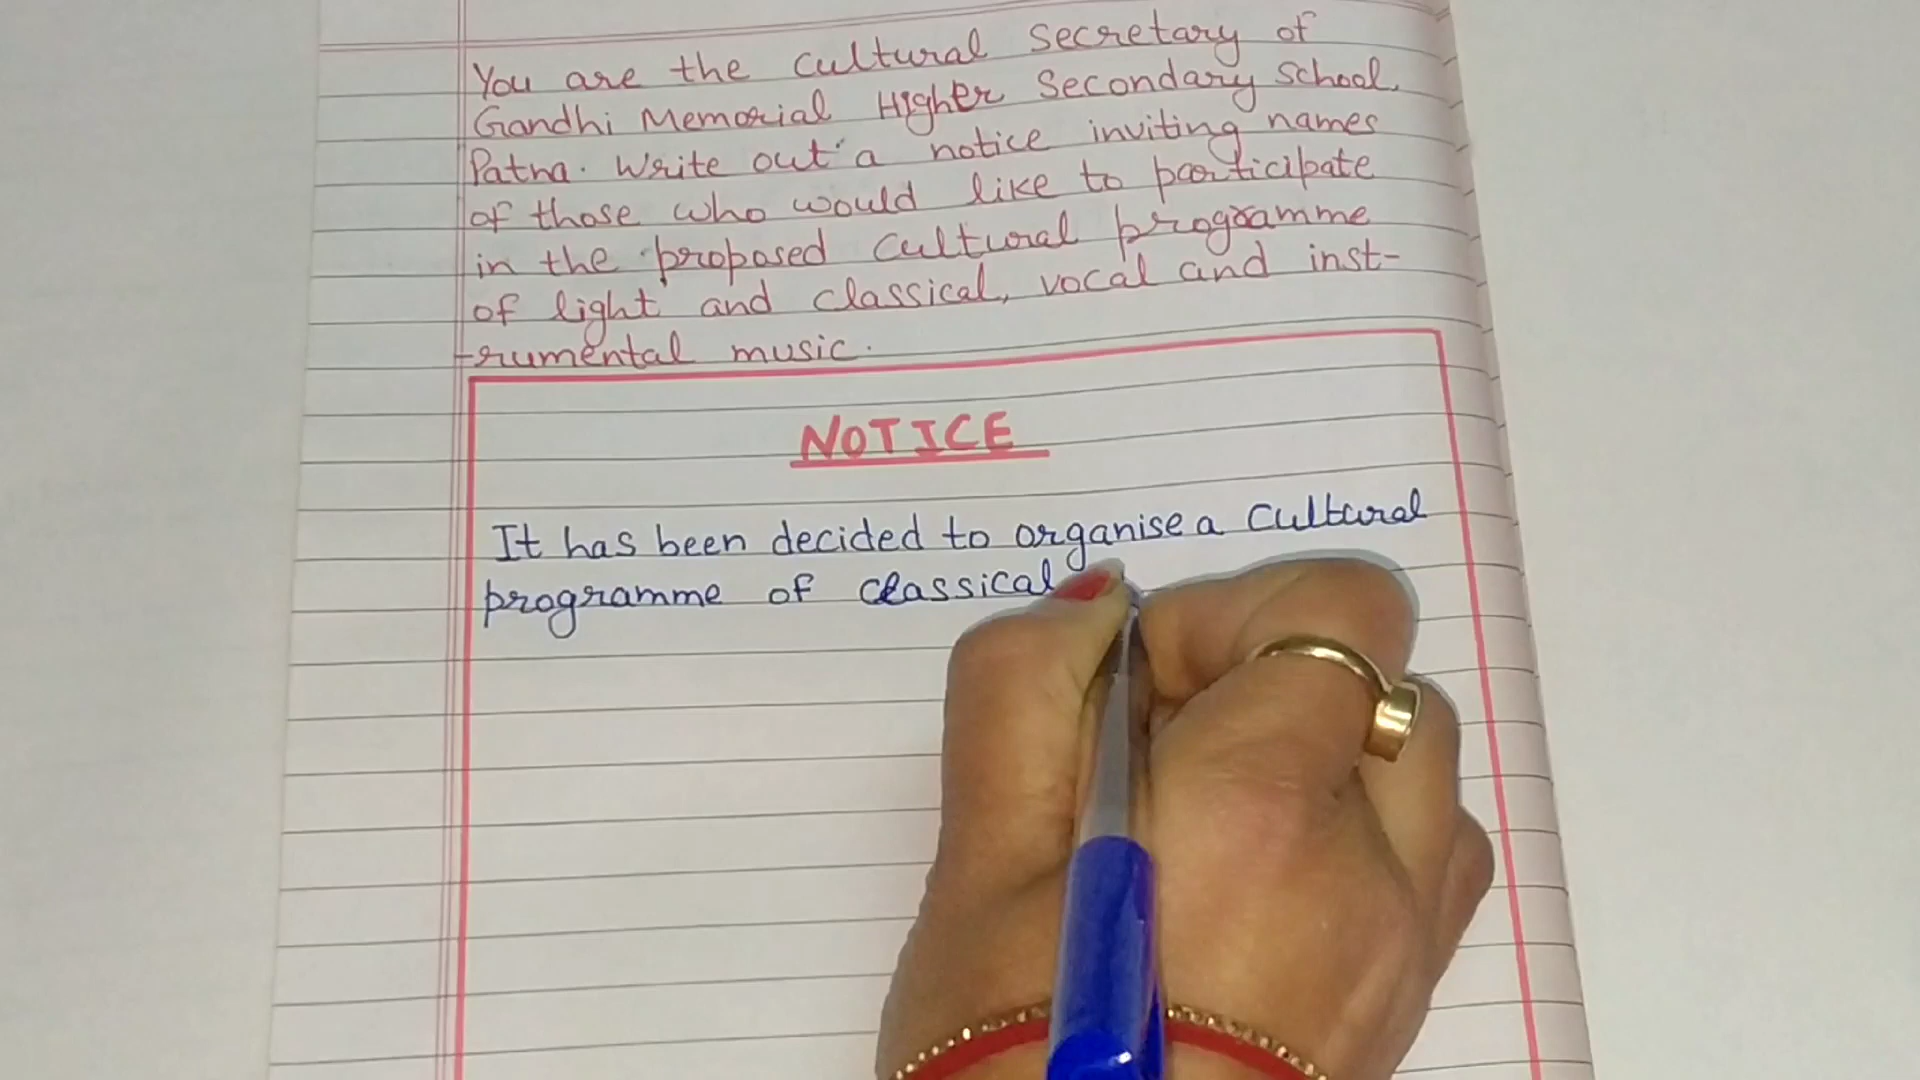 You are the cultural secretary of
Gandhi Memorial Higher Secondary School,
Patna. Write out a notice inviting names
of those who would like to participate
in the proposed cultural programme
of light and classical, vocal and inst-
-rumental music.
NOTICE
It has been decided to organise a cultural
programme of classical